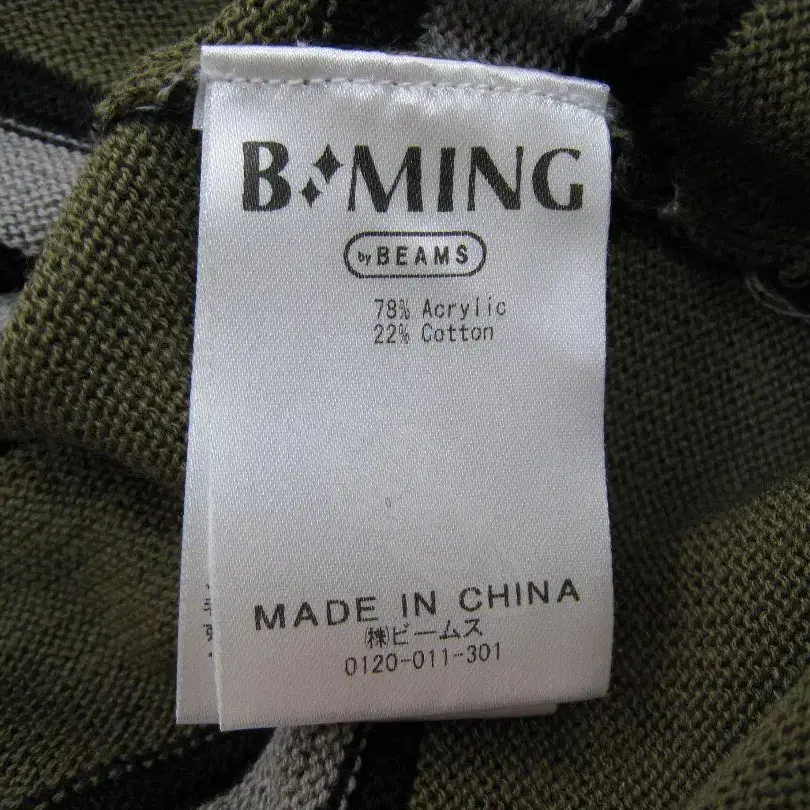 B MING
by BEAMS
78% Acrylic
22% Cotton
MADE IN CHINA
㈱ビームス
0120-011-301